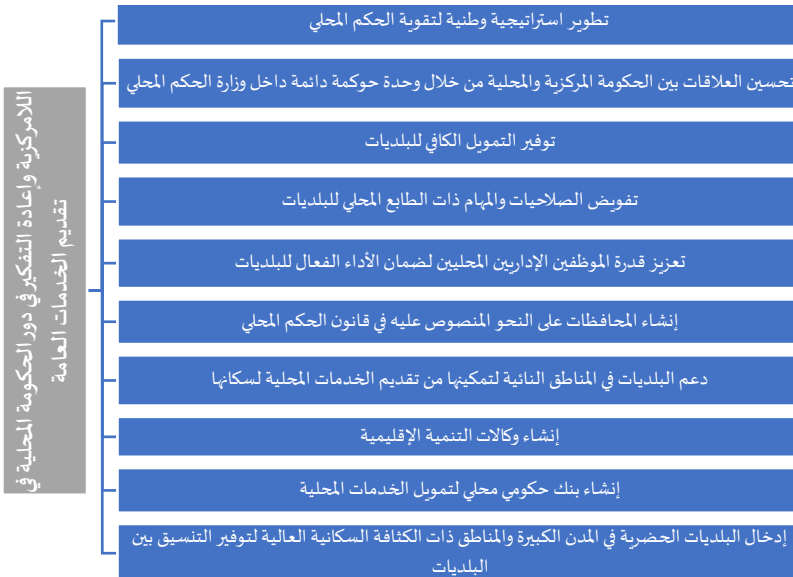 اللامركزية وإعادة التفكير في دور الحكومة المحلية في
تقديم الخدمات العامة
تطوير استراتيجية وطنية لتقوية الحكم المحلي
تحسين العلاقات بين الحكومة المركزية والمحلية من خلال وحدة حوكمة دائمة داخل وزارة الحكم المحلي
توفير التمويل الكافي للبلديات
تفويض الصلاحيات والمهام ذات الطابع المحلي للبلديات
تعزيز قدرة الموظفين الإداريين المحليين لضمان الأداء الفعال للبلديات
إنشاء المحافظات على النحو المنصوص عليه في قانون الحكم المحلي
دعم البلديات في المناطق النائية لتمكينها من تقديم الخدمات المحلية لسكانها
إنشاء وكالات التنمية الإقليمية
إنشاء بنك حكومي محلي لتمويل الخدمات المحلية
إدخال البلديات الحضرية في المدن الكبيرة والمناطق ذات الكثافة السكانية العالية لتوفير التنسيق بين
البلديات